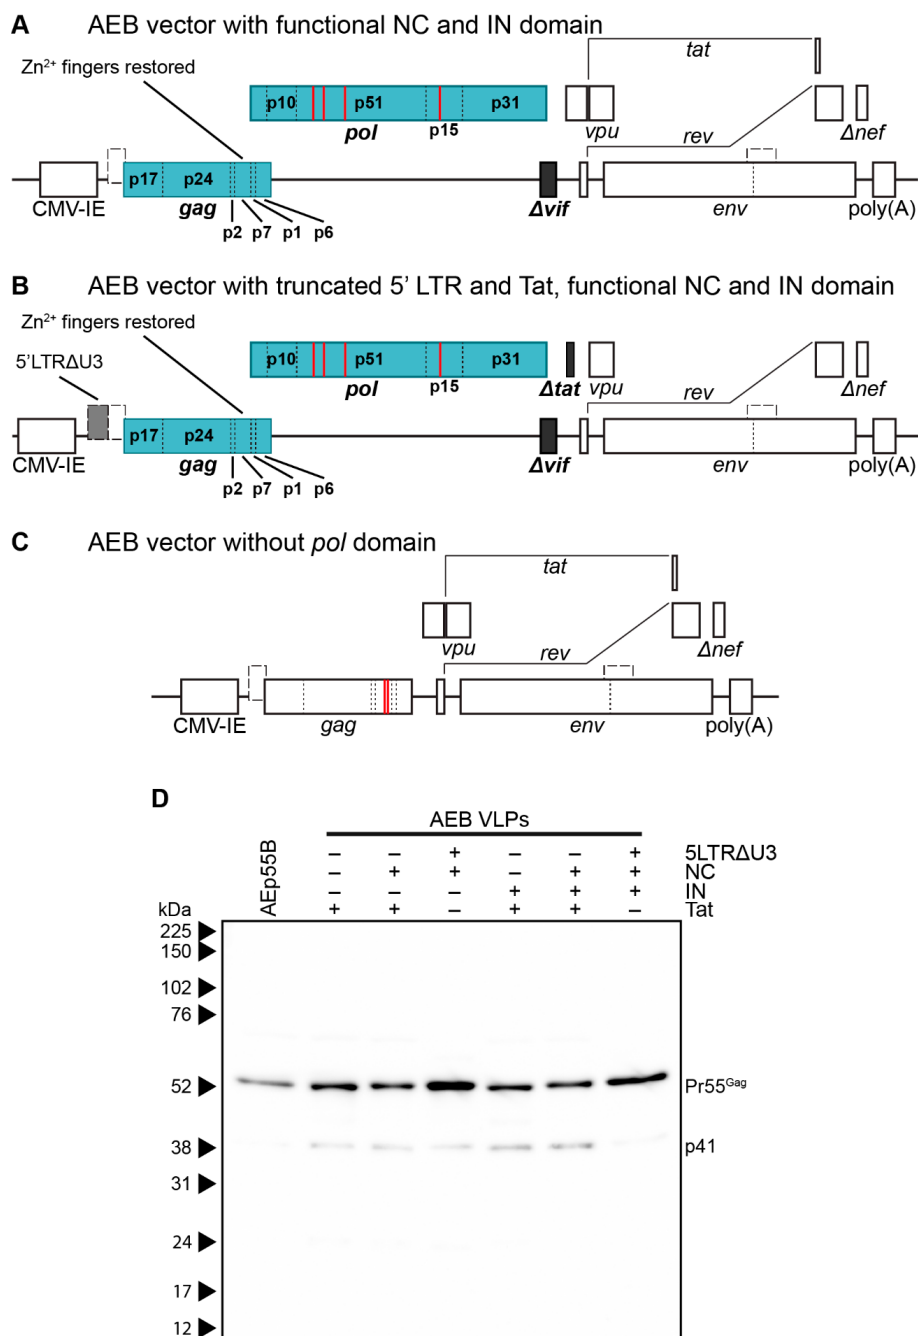 A AEB vector with functional NC and IN domain
tat
Zn²⁺ fingers restored
p10 p51 p31
pol p15 vpu rev Δnef
p17 p24
CMV-IE gag Δvif env poly(A)
p2 p7 p1 p6
B AEB vector with truncated 5' LTR and Tat, functional NC and IN domain
Zn²⁺ fingers restored
5'LTRΔU3
p10 p51 p31
pol p15 Δtat vpu rev Δnef
p17 p24
CMV-IE gag Δvif env poly(A)
p2 p7 p1 p6
C AEB vector without pol domain
tat
vpu rev Δnef
CMV-IE gag env poly(A)
D
AEB VLPs
AEp55B
– – + – – + 5LTRΔU3
– + + – + + NC
– – – + + + IN
kDa + + – + + – Tat
225
150
102
76
52 Pr55ᴳᵃᵍ
38 p41
31
24
17
12